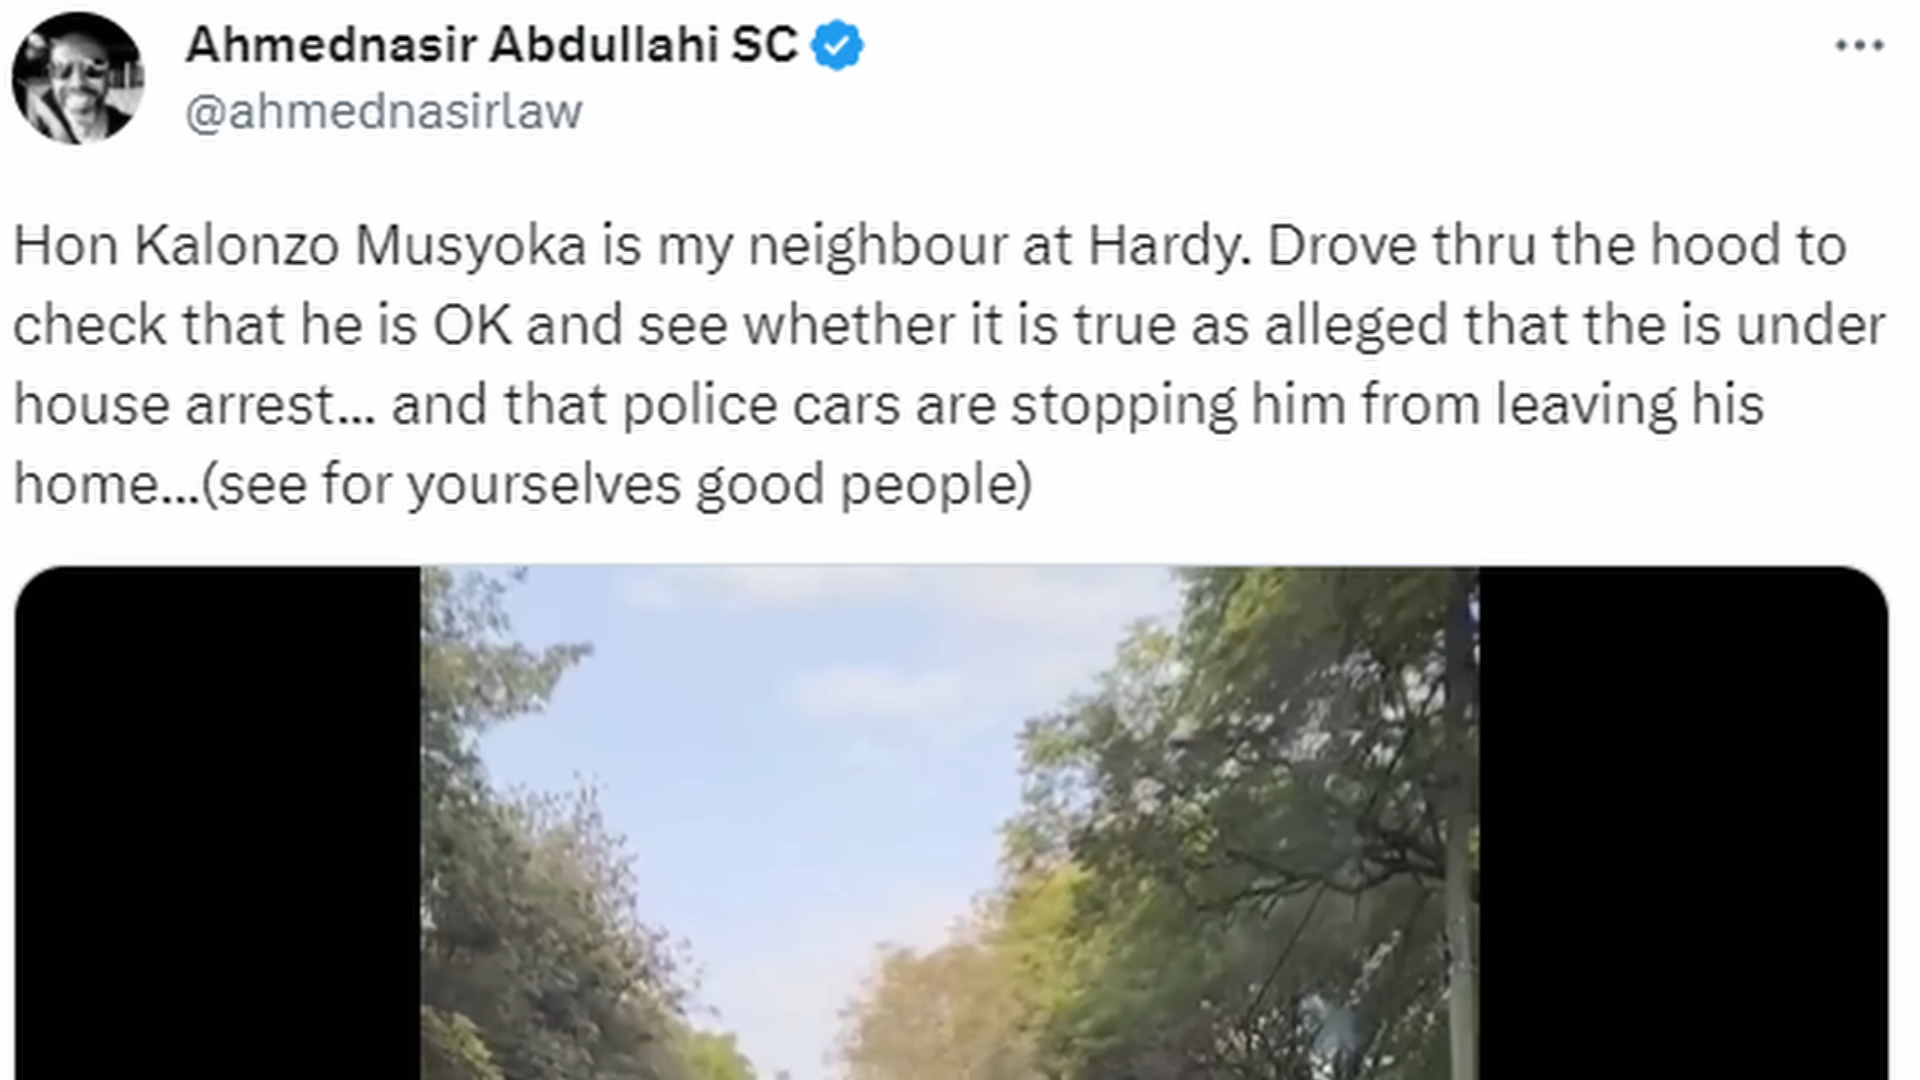 Ahmednasir Abdullahi SC
@ahmednasirlaw
Hon Kalonzo Musyoka is my neighbour at Hardy. Drove thru the hood to
check that he is OK and see whether it is true as alleged that the is under
house arrest... and that police cars are stopping him from leaving his
home...(see for yourselves good people)